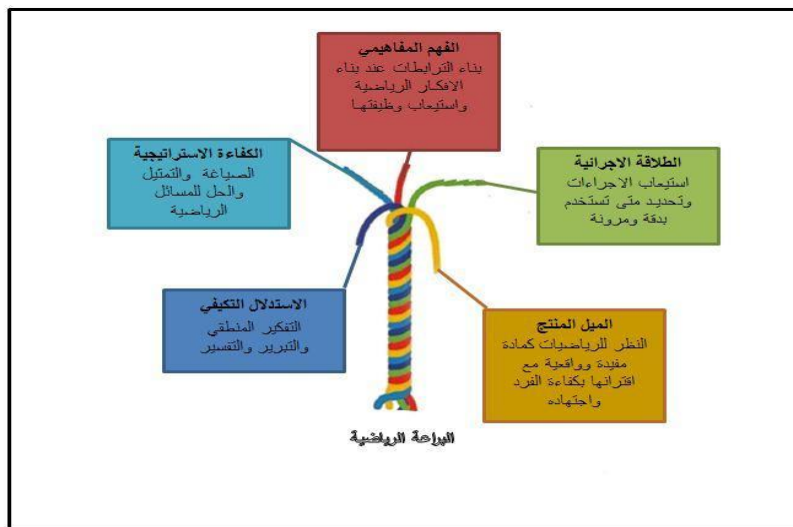 الفهم المفاهيمي
بناء الترابطات عند بناء
الافكار الرياضية
واستيعاب وظيفتها
الطلاقة الاجرائية
استيعاب الاجراءات
وتحديد متى تستخدم
بدقة ومرونة
الكفاءة الاستراتيجية
الصياغة والتمثيل
والحل للمسائل
الرياضية
الاستدلال التكيفي
التفكير المنطقي
والتبرير والتفسير
الميل المنتج
النظر للرياضيات كمادة
مفيدة وواقعية مع
اقترانها بكفاءة الفرد
واجتهاده
البراعة الرياضية